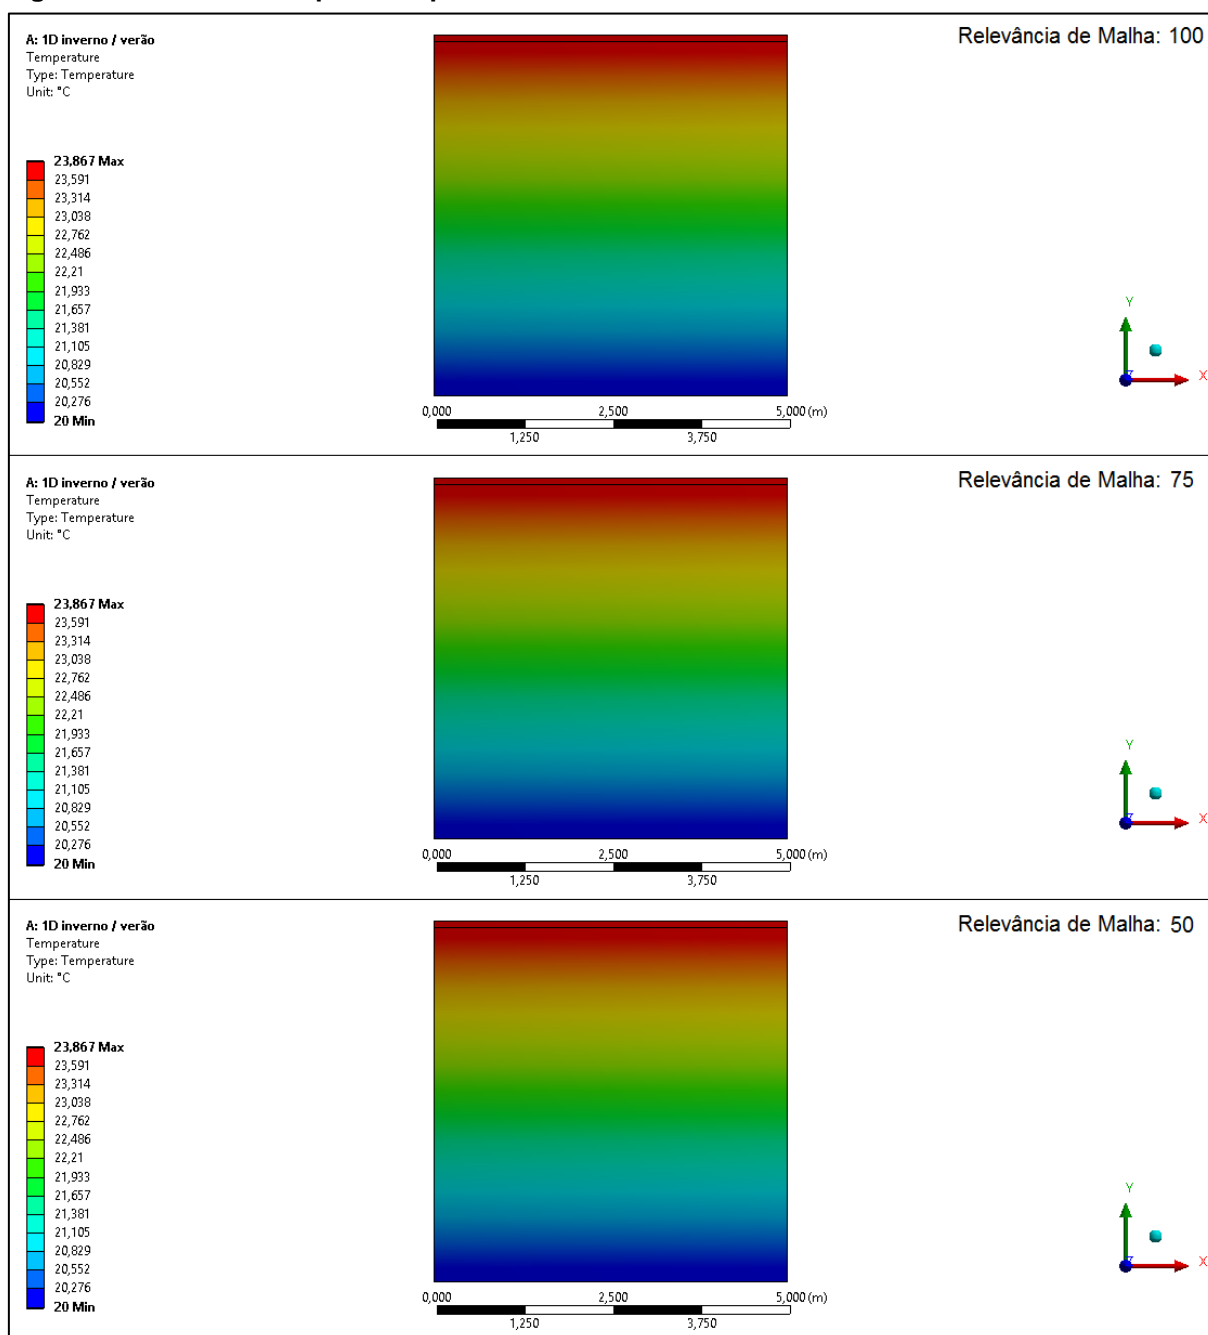 A: 1D inverno / verão
Temperature
Type: Temperature
Unit: °C
Relevância de Malha: 100
23,867 Max
23,591
23,314
23,038
22,762
22,486
22,21
21,933
21,657
21,381
21,105
20,829
20,552
20,276
20 Min
0,000
2,500
5,000 (m)
1,250
3,750
Y
Z
X
A: 1D inverno / verão
Temperature
Type: Temperature
Unit: °C
Relevância de Malha: 75
23,867 Max
23,591
23,314
23,038
22,762
22,486
22,21
21,933
21,657
21,381
21,105
20,829
20,552
20,276
20 Min
0,000
2,500
5,000 (m)
1,250
3,750
Y
Z
X
A: 1D inverno / verão
Temperature
Type: Temperature
Unit: °C
Relevância de Malha: 50
23,867 Max
23,591
23,314
23,038
22,762
22,486
22,21
21,933
21,657
21,381
21,105
20,829
20,552
20,276
20 Min
0,000
2,500
5,000 (m)
1,250
3,750
Y
Z
X